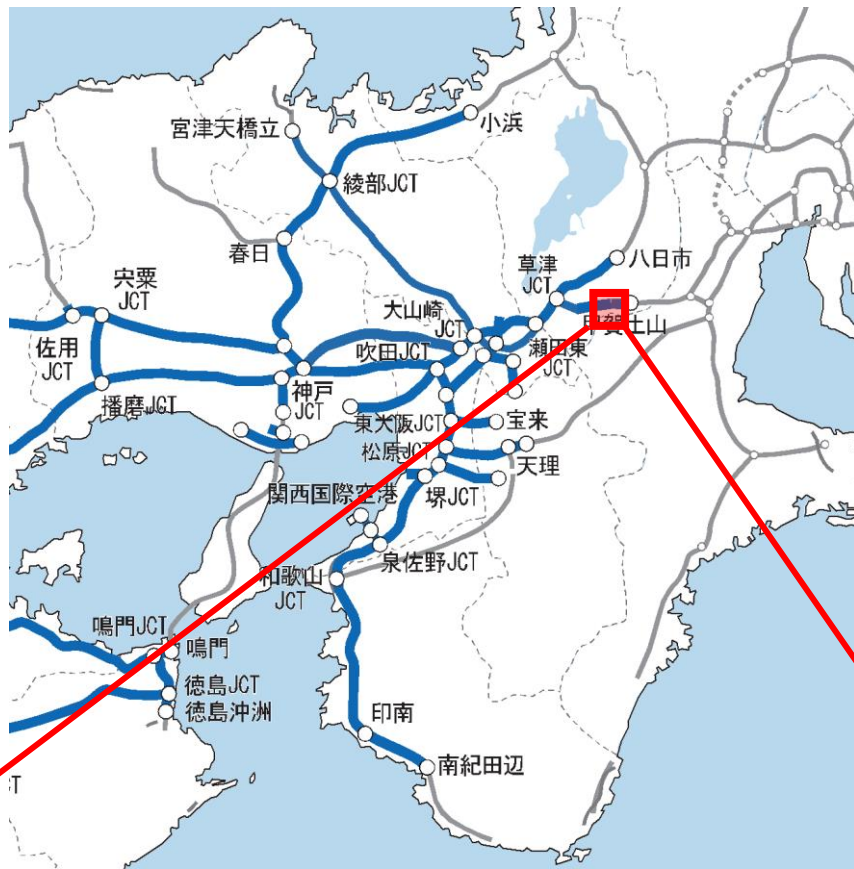 小浜
宮津天橋立
綾部JCT
春日
八日市
草津
JCT
宍粟
JCT
大山崎
JCT
甲賀土山
佐用
JCT
吹田JCT
瀬田東
JCT
播磨JCT
神戸
JCT
東大阪JCT
宝来
松原JCT
天理
関西国際空港
堺JCT
泉佐野JCT
和歌山
JCT
鳴門JCT
鳴門
徳島JCT
徳島沖洲
印南
南紀田辺